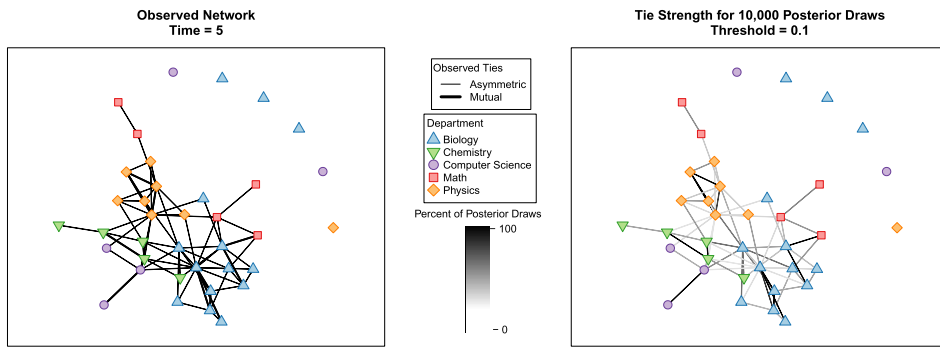 Observed Network
Time = 5
Observed Ties
Asymmetric
Mutual
Department
Biology
Chemistry
Computer Science
Math
Physics
Percent of Posterior Draws
100
0
Tie Strength for 10,000 Posterior Draws
Threshold = 0.1